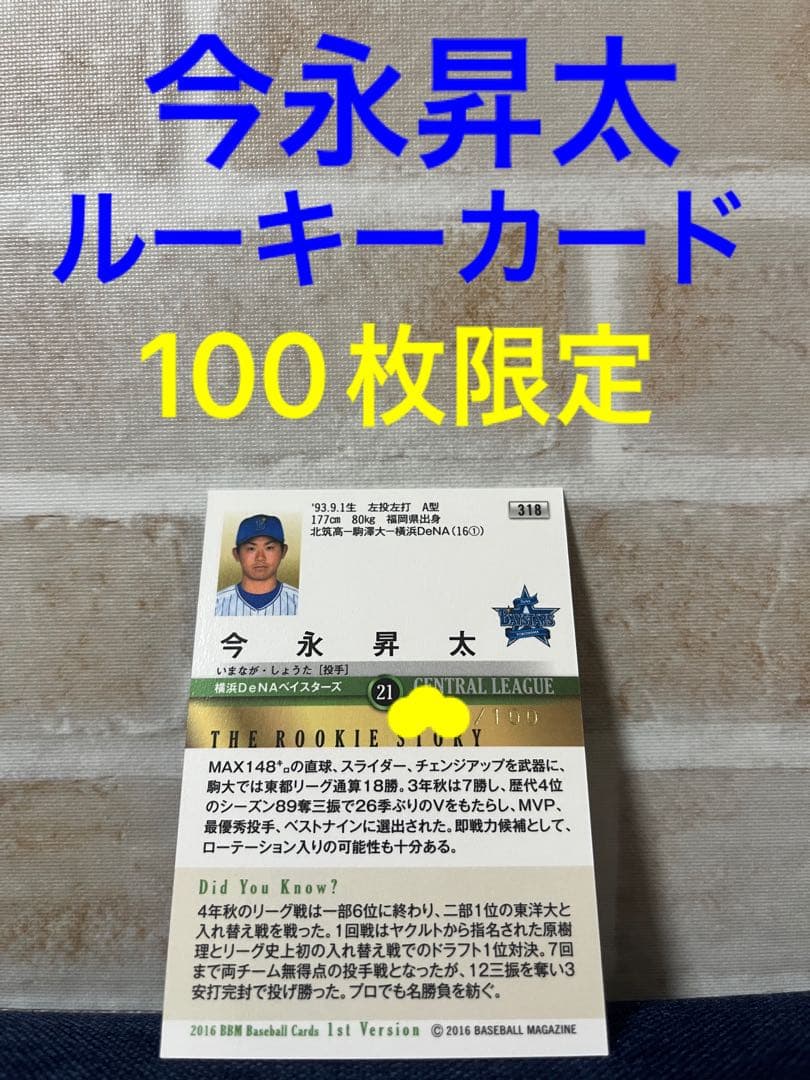 今永昇太
ルーキーカード
100枚限定
'93.9.1生 左投左打 A型
318
177cm 80kg 福岡県出身
北筑高ー駒澤大ー横浜DeNA(16①)
BAYSTARS
今永昇太
いまなが・しょうた [投手]
横浜DeNAベイスターズ 21 CENTRAL LEAGUE
/100
THE ROOKIE STORY
MAX148㌔の直球、スライダー、チェンジアップを武器に、
駒大では東都リーグ通算18勝。3年秋は7勝し、歴代4位
のシーズン89奪三振で26季ぶりのVをもたらし、MVP、
最優秀投手、ベストナインに選出された。即戦力候補として、
ローテーション入りの可能性も十分ある。
Did You Know?
4年秋のリーグ戦は一部6位に終わり、二部1位の東洋大と
入れ替え戦を戦った。1回戦はヤクルトから指名された原樹
理とリーグ史上初の入れ替え戦でのドラフト1位対決。7回
まで両チーム無得点の投手戦となったが、12三振を奪い3
安打完封で投げ勝った。プロでも名勝負を紡ぐ。
2016 BBM Baseball Cards 1st Version © 2016 BASEBALL MAGAZINE